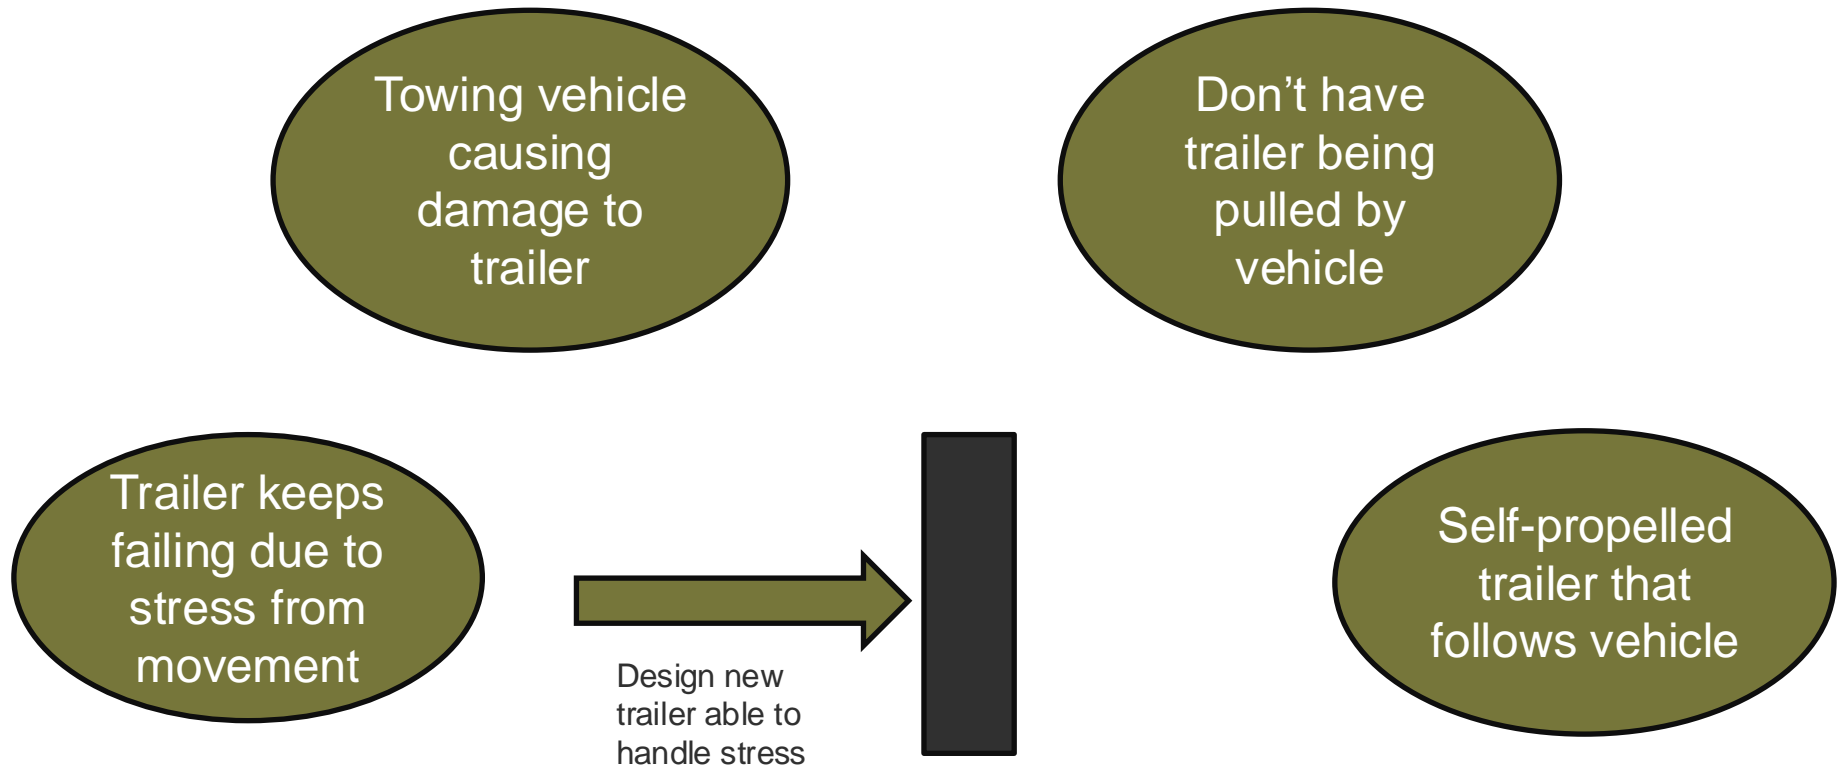 Towing vehicle
causing
damage to
trailer
Don’t have
trailer being
pulled by
vehicle
Trailer keeps
failing due to
stress from
movement
Design new
trailer able to
handle stress
Self-propelled
trailer that
follows vehicle